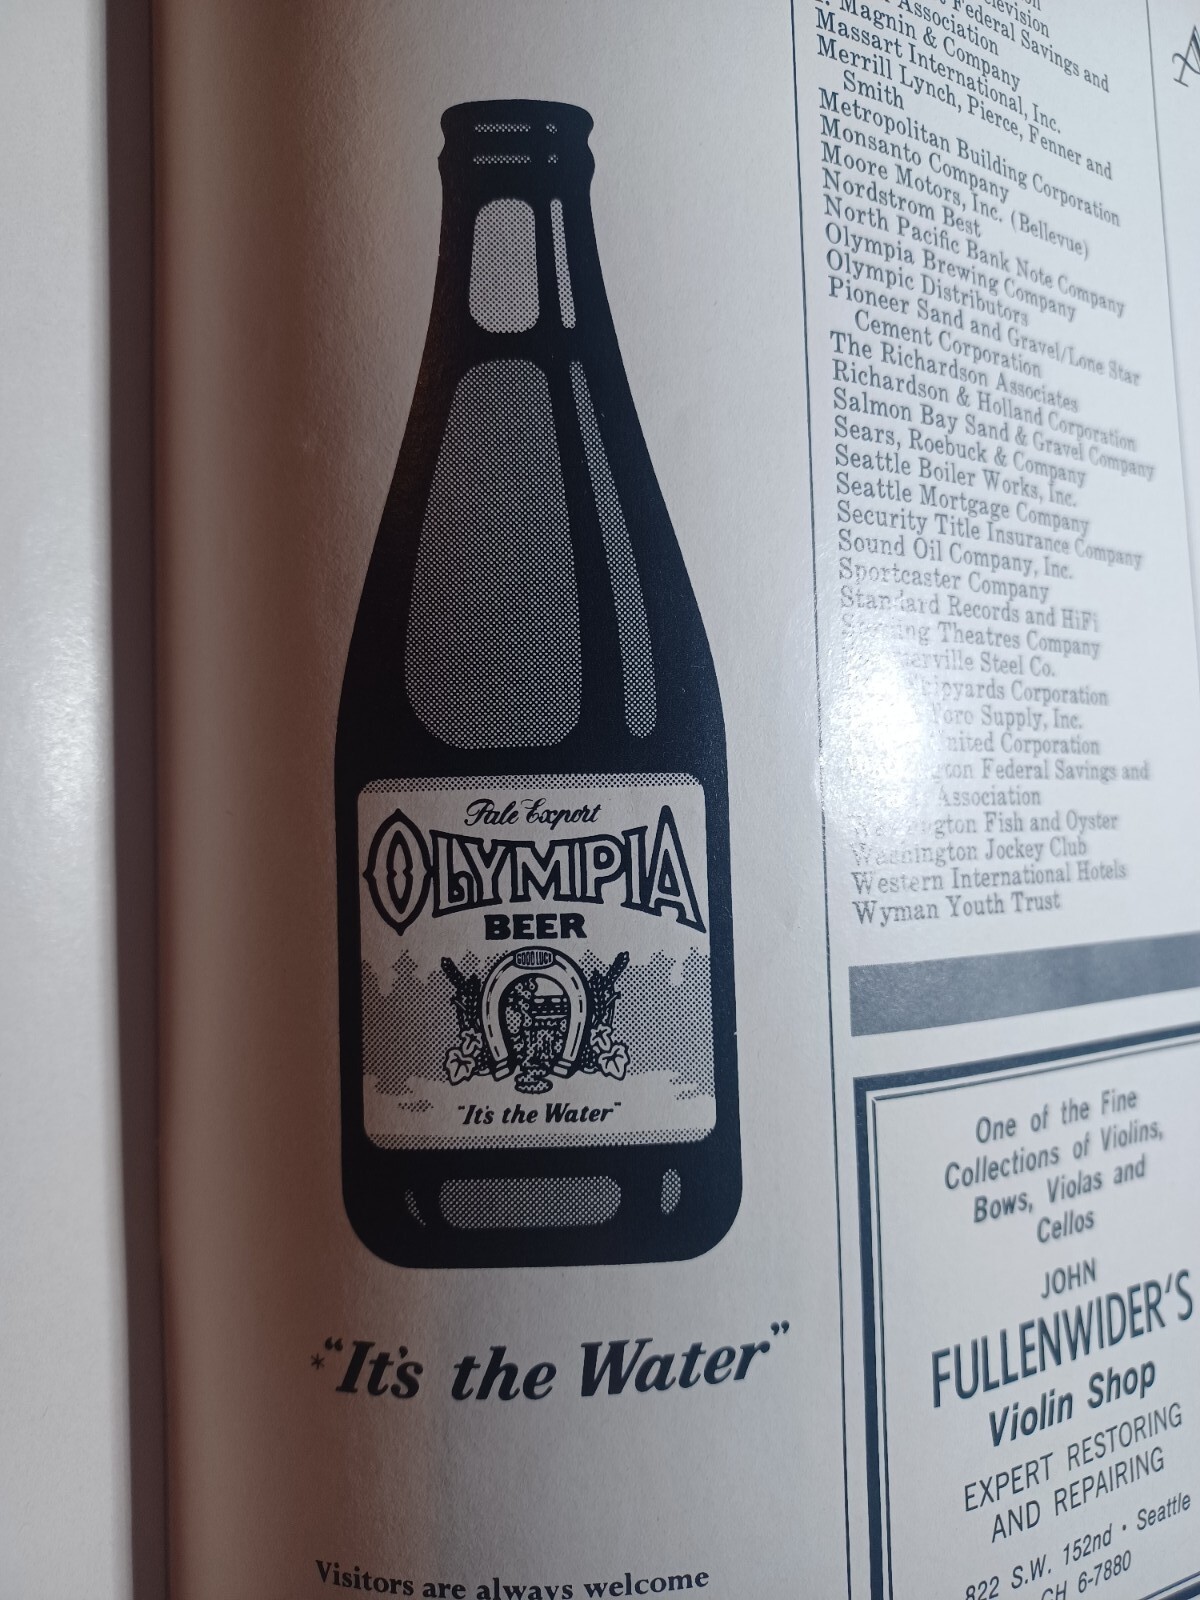 Pale Export
OLYMPIA
BEER
GOOD LUCK
"It's the Water"
*"It's the Water"
Visitors are always welcome
Federal Savings and
Association
Magnin & Company
Massart International, Inc.
Merrill Lynch, Pierce, Fenner and
Smith
Metropolitan Building Corporation
Monsanto Company
Moore Motors, Inc. (Bellevue)
Nordstrom Best
North Pacific Bank Note Company
Olympia Brewing Company
Olympic Distributors
Pioneer Sand and Gravel/Lone Star
Cement Corporation
The Richardson Associates
Richardson & Holland Corporation
Salmon Bay Sand & Gravel Company
Sears, Roebuck & Company
Seattle Boiler Works, Inc.
Seattle Mortgage Company
Security Title Insurance Company
Sound Oil Company, Inc.
Sportcaster Company
Standard Records and HiFi
Theatres Company
Steel Co.
Corporation
Supply, Inc.
Corporation
Federal Savings and
Association
Washington Fish and Oyster
Washington Jockey Club
Western International Hotels
Wyman Youth Trust
One of the Fine
Collections of Violins,
Bows, Violas and
Cellos
JOHN
FULLENWIDER'S
Violin Shop
EXPERT RESTORING
AND REPAIRING
822 S.W. 152nd · Seattle
CH 6-7880